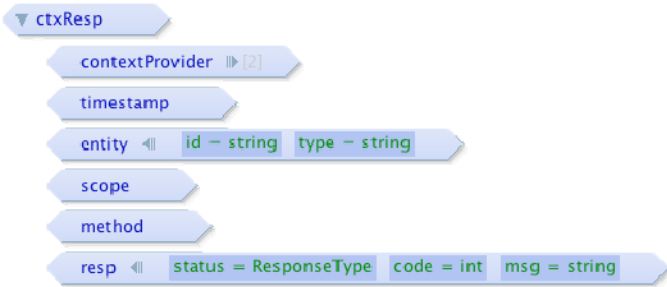 ctxResp
contextProvider [2]
timestamp
entity id – string type – string
scope
method
resp status = ResponseType code = int msg = string